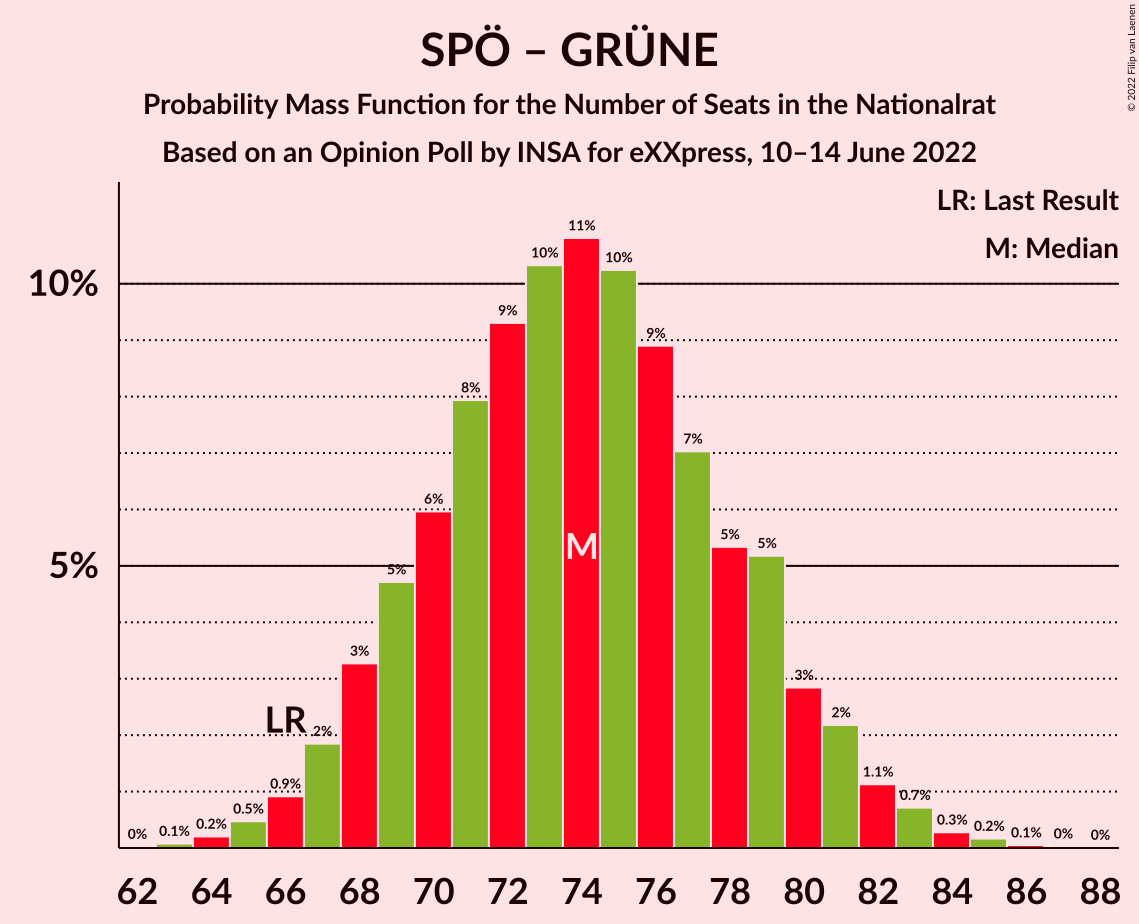 SPÖ – GRÜNE
Probability Mass Function for the Number of Seats in the Nationalrat
Based on an Opinion Poll by INSA for eXXpress, 10–14 June 2022
© 2022 Filip van Laenen
LR: Last Result
M: Median
10%
5%
0% 0.1% 0.2% 0.5% 0.9% 2% 3% 5% 6% 8% 9% 10% 11% 10% 9% 7% 5% 5% 3% 2% 1.1% 0.7% 0.3% 0.2% 0.1% 0% 0%
LR
M
62 64 66 68 70 72 74 76 78 80 82 84 86 88